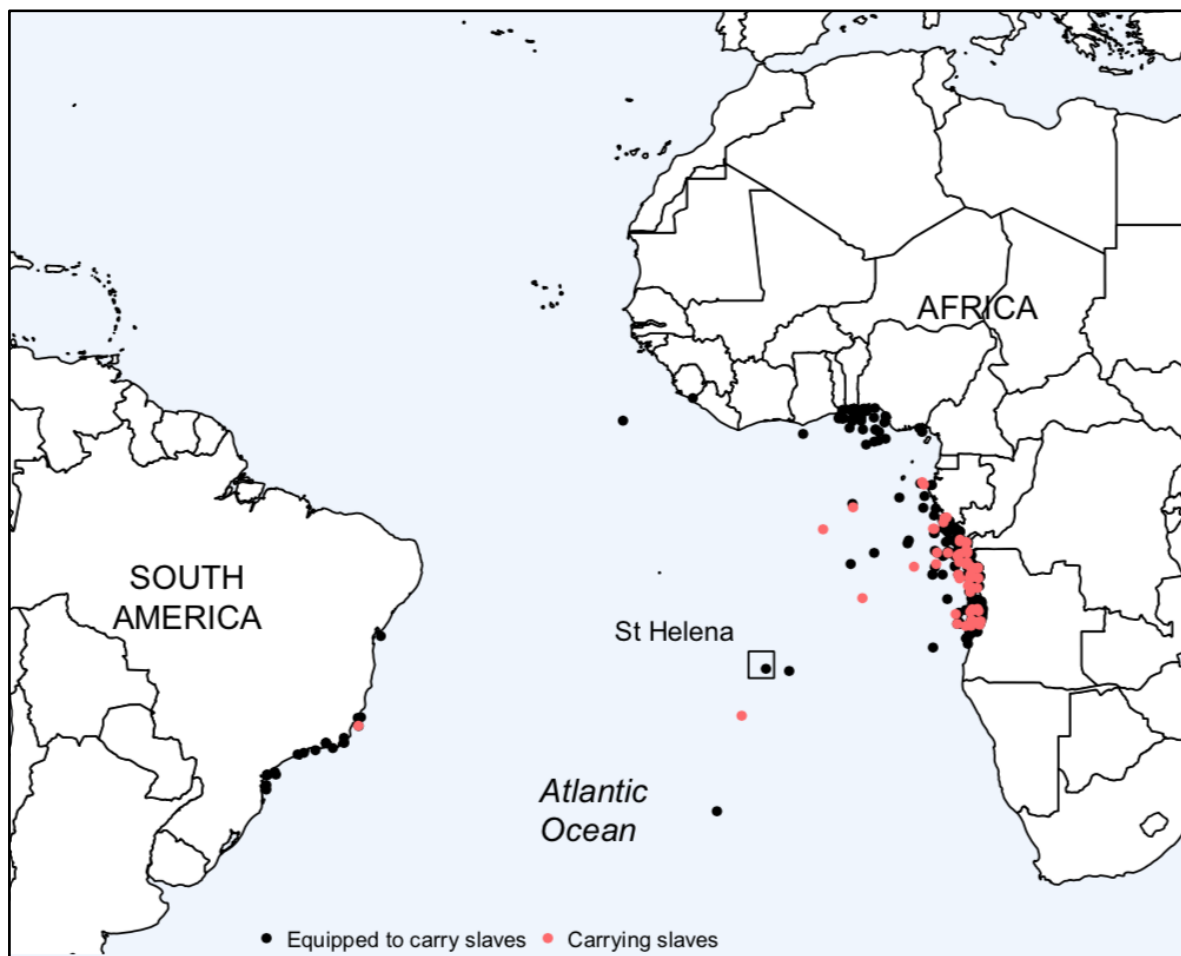 AFRICA
SOUTH
AMERICA
St Helena
Atlantic
Ocean
Equipped to carry slaves
Carrying slaves